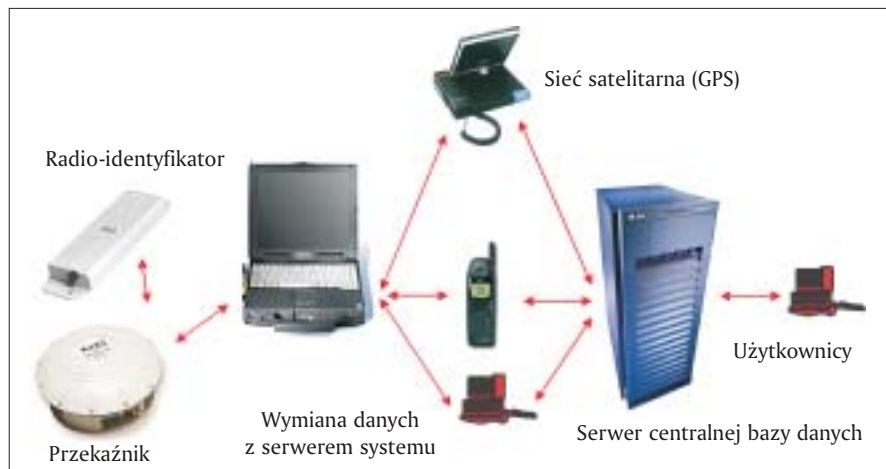 Sieć satelitarna (GPS)
Radio-identyfikator
Użytkownicy
Wymiana danych
z serwerem systemu
Serwer centralnej bazy danych
Przekaźnik